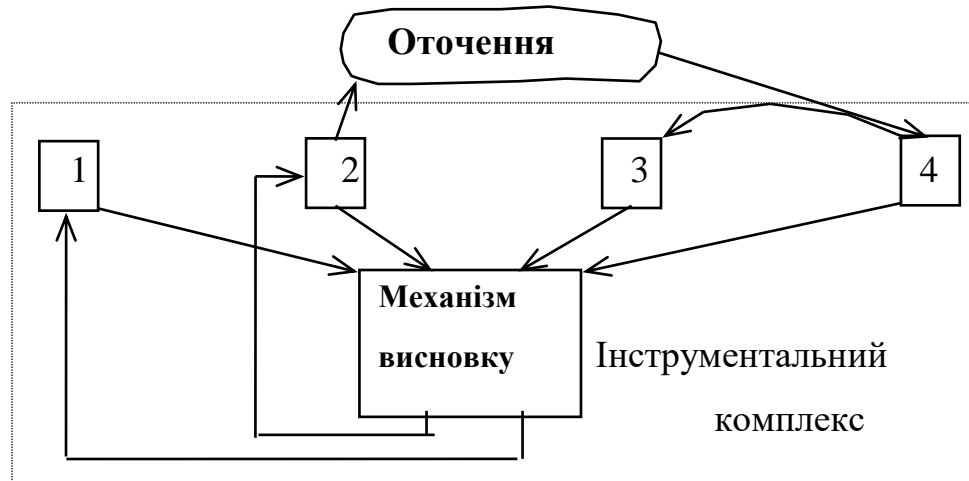 Оточення
1
2
3
4
Механізм
висновку
Інструментальний
комплекс